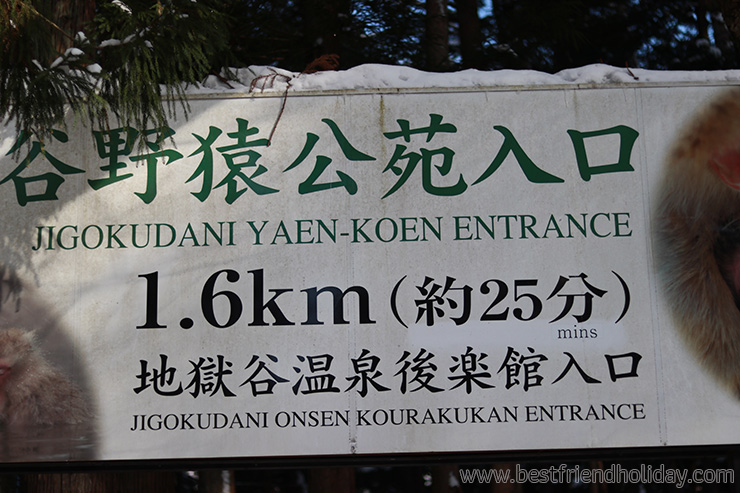 谷野猿公苑入口
JIGOKUDANI YAEN-KOEN ENTRANCE
1.6km(約25分)
mins
地獄谷温泉後楽館入口
JIGOKUDANI ONSEN KOURAKUKAN ENTRANCE
www.bestfriendholiday.com